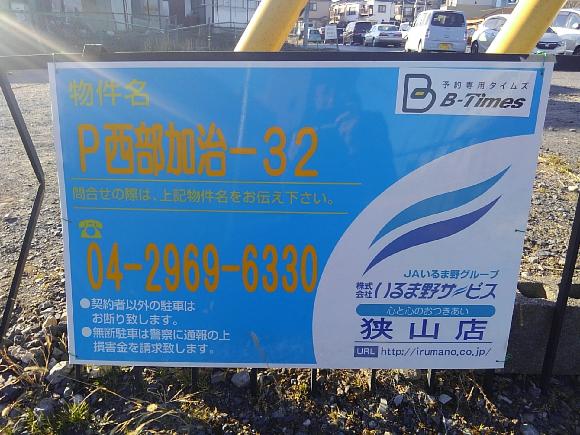 物件名
予約専用タイムズ
B-Times
P西部加治-32
問合せの際は、上記物件名をお伝え下さい。
☎
04-2969-6330
●契約者以外の駐車は
お断り致します。
●無断駐車は警察に通報の上
損害金を請求致します。
JAいるま野グループ
株式会社 いるま野サービス
心と心のおつきあい
狭山店
URL http://irumano.co.jp/